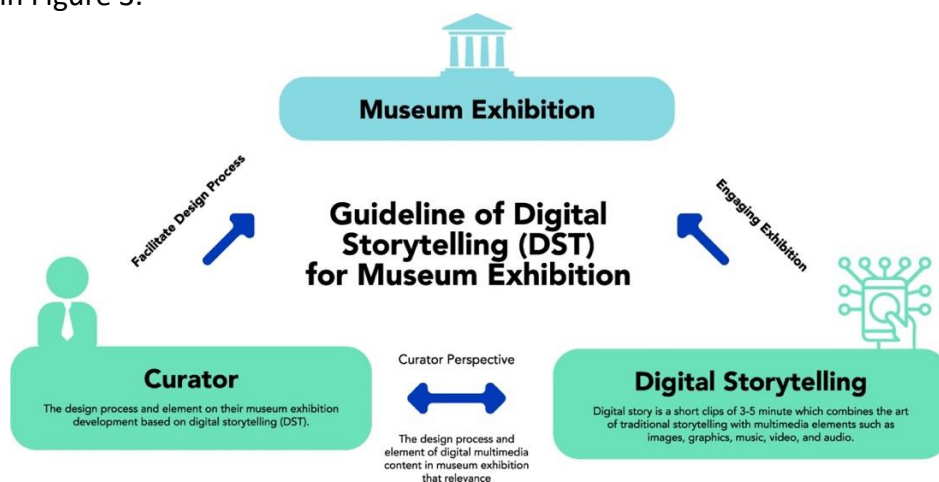 in Figure 3.
Museum Exhibition
Facilitate Design Process
Engaging Exhibition
Guideline of Digital
Storytelling (DST)
for Museum Exhibition
Curator
The design process and element on their museum exhibition
development based on digital storytelling (DST).
Curator Perspective
The design process and
element of digital multimedia
content in museum exhibition
that relevance
Digital Storytelling
Digital story is a short clips of 3-5 minute which combines the art
of traditional storytelling with multimedia elements such as
images, graphics, music, video, and audio.